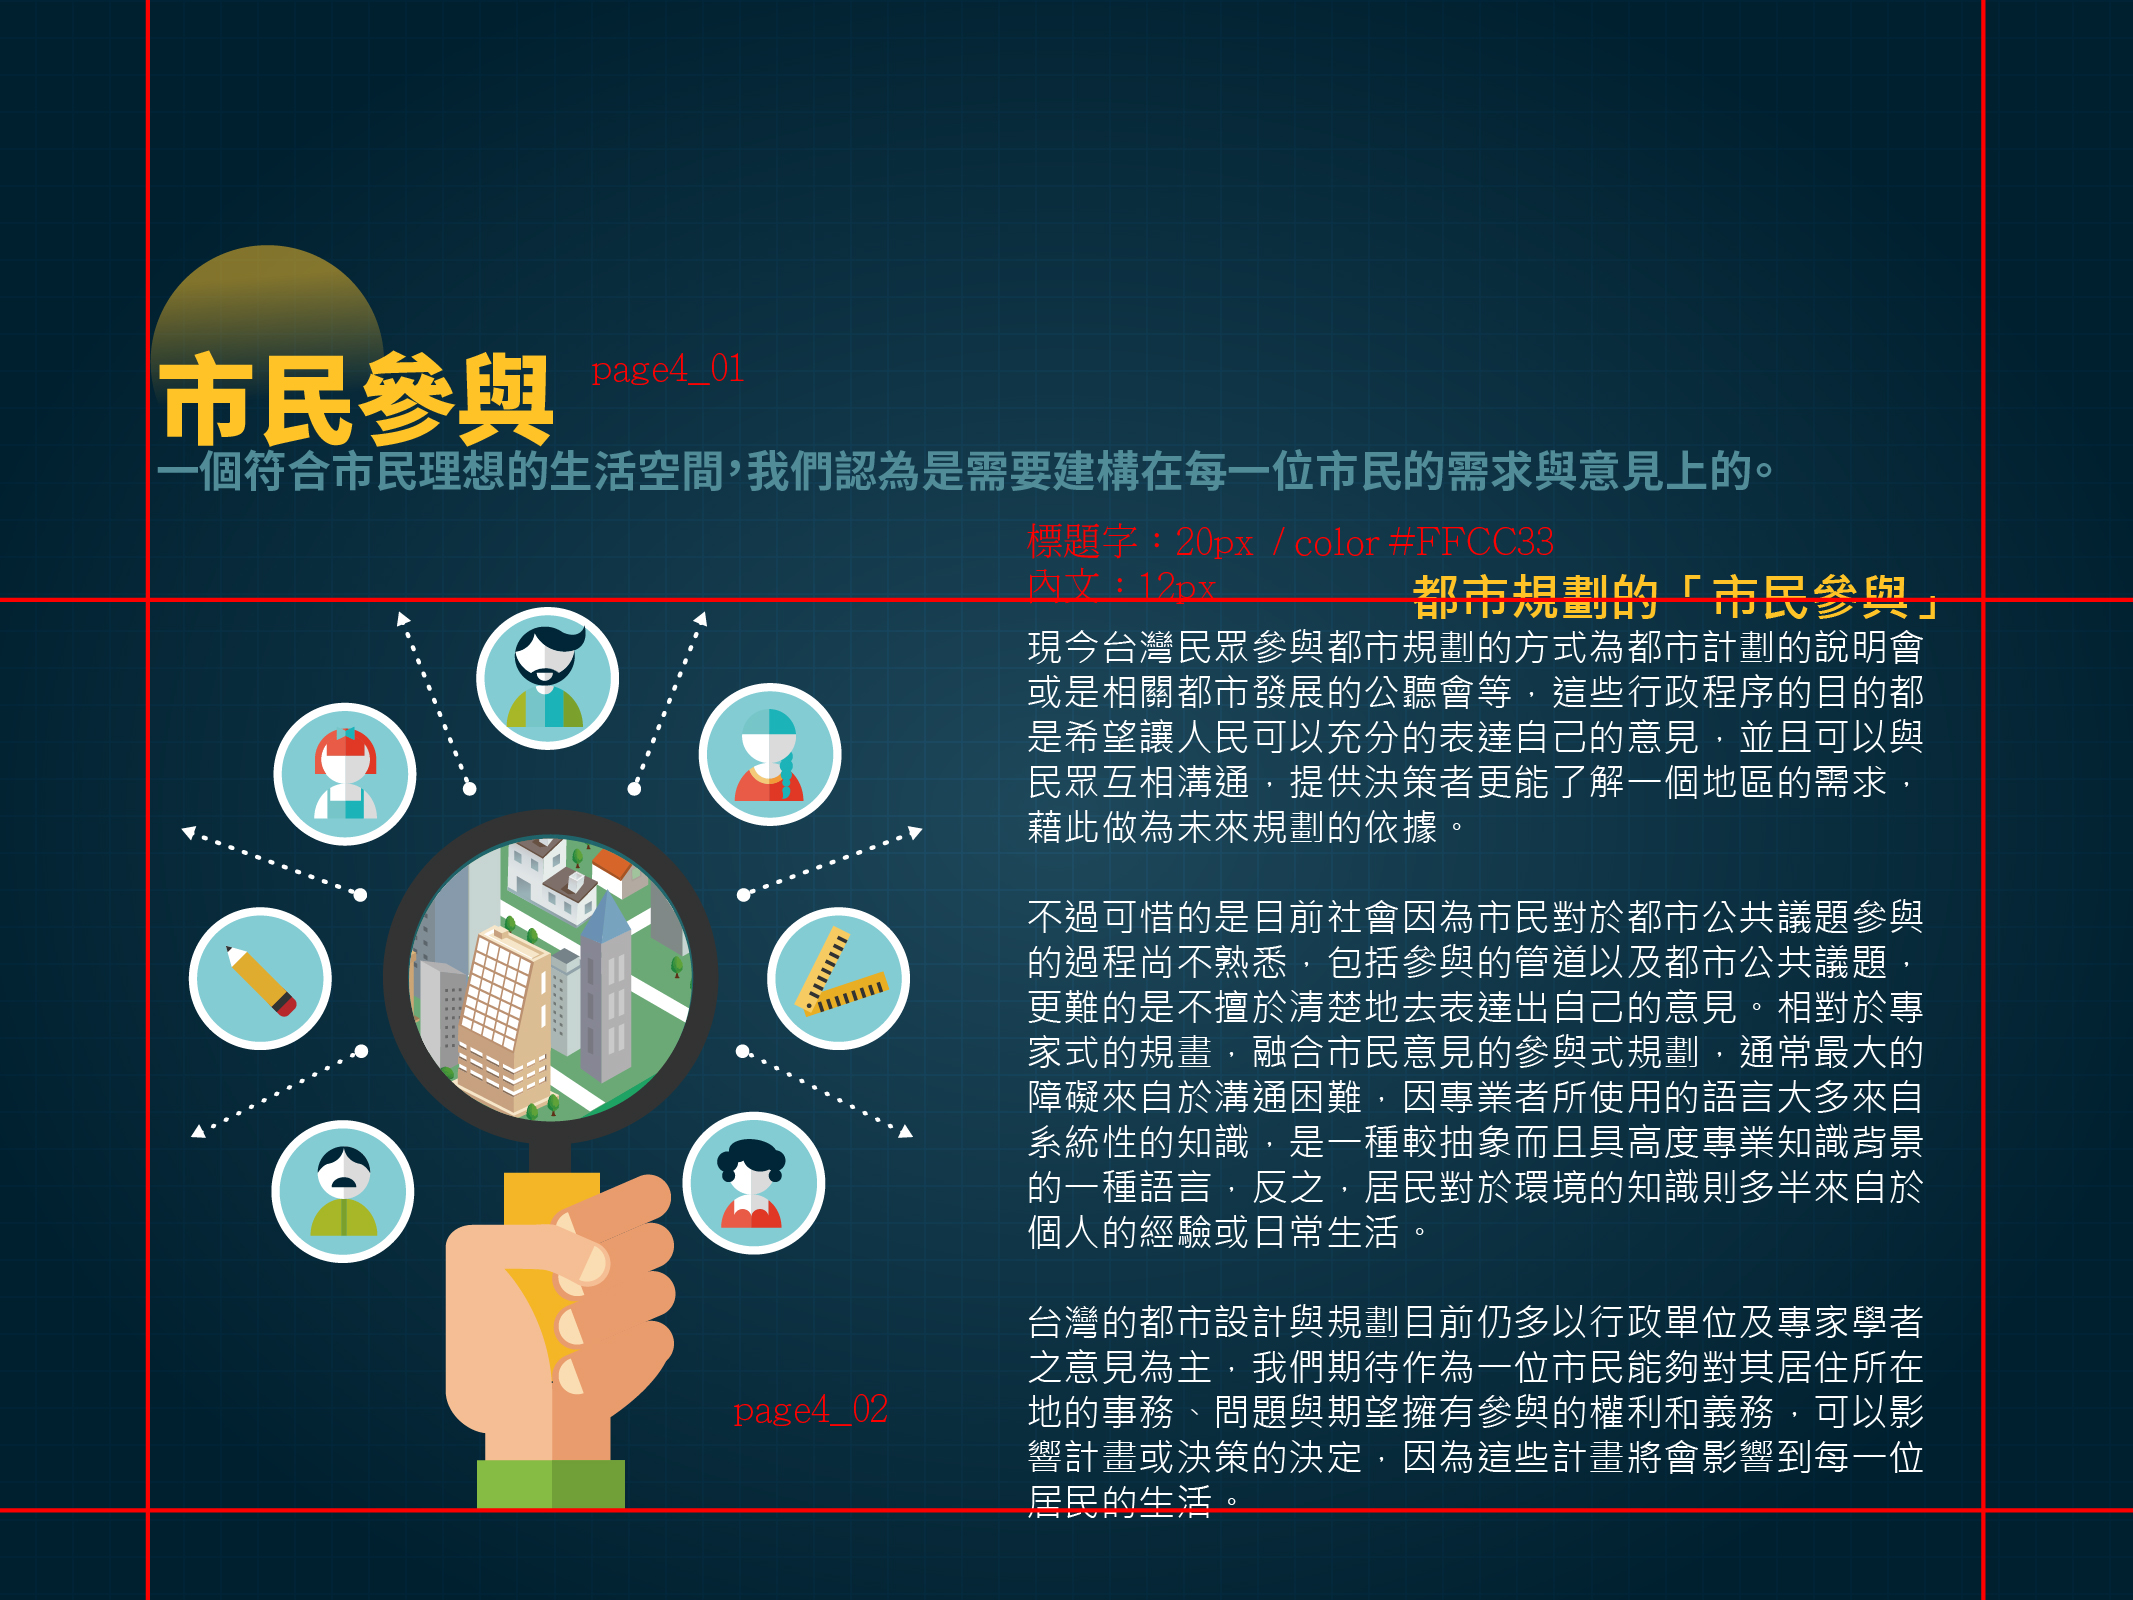 市民參與
page4_01
一個符合市民理想的生活空間，我們認為是需要建構在每一位市民的需求與意見上的。
標題字：20px / color #FFCC33
內文：12px
都市規劃的「市民參與」
現今台灣民眾參與都市規劃的方式為都市計劃的說明會
或是相關都市發展的公聽會等，這些行政程序的目的都
是希望讓人民可以充分的表達自己的意見，並且可以與
民眾互相溝通，提供決策者更能了解一個地區的需求，
藉此做為未來規劃的依據。
不過可惜的是目前社會因為市民對於都市公共議題參與
的過程尚不熟悉，包括參與的管道以及都市公共議題，
更難的是不擅於清楚地去表達出自己的意見。相對於專
家式的規畫，融合市民意見的參與式規劃，通常最大的
障礙來自於溝通困難，因專業者所使用的語言大多來自
系統性的知識，是一種較抽象而且具高度專業知識背景
的一種語言，反之，居民對於環境的知識則多半來自於
個人的經驗或日常生活。
台灣的都市設計與規劃目前仍多以行政單位及專家學者
之意見為主，我們期待作為一位市民能夠對其居住所在
地的事務、問題與期望擁有參與的權利和義務，可以影
響計畫或決策的決定，因為這些計畫將會影響到每一位
居民的生活。
page4_02